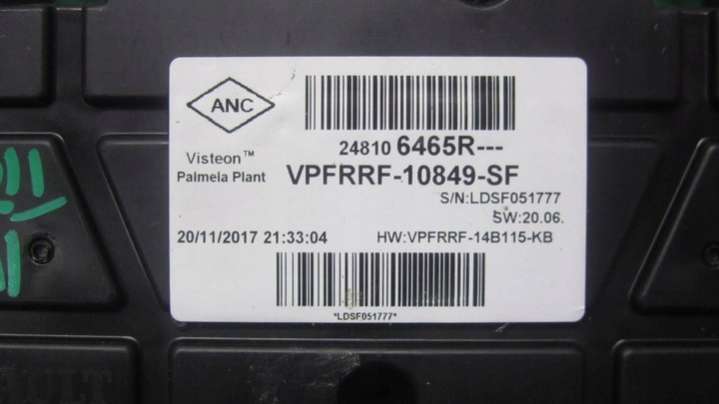 ANC
24810 6465R---
Visteon™
Palmela Plant
VPFRRF-10849-SF
S/N:LDSF051777
SW:20.06.
20/11/2017 21:33:04
HW:VPFRRF-14B115-KB
*LDSF051777*